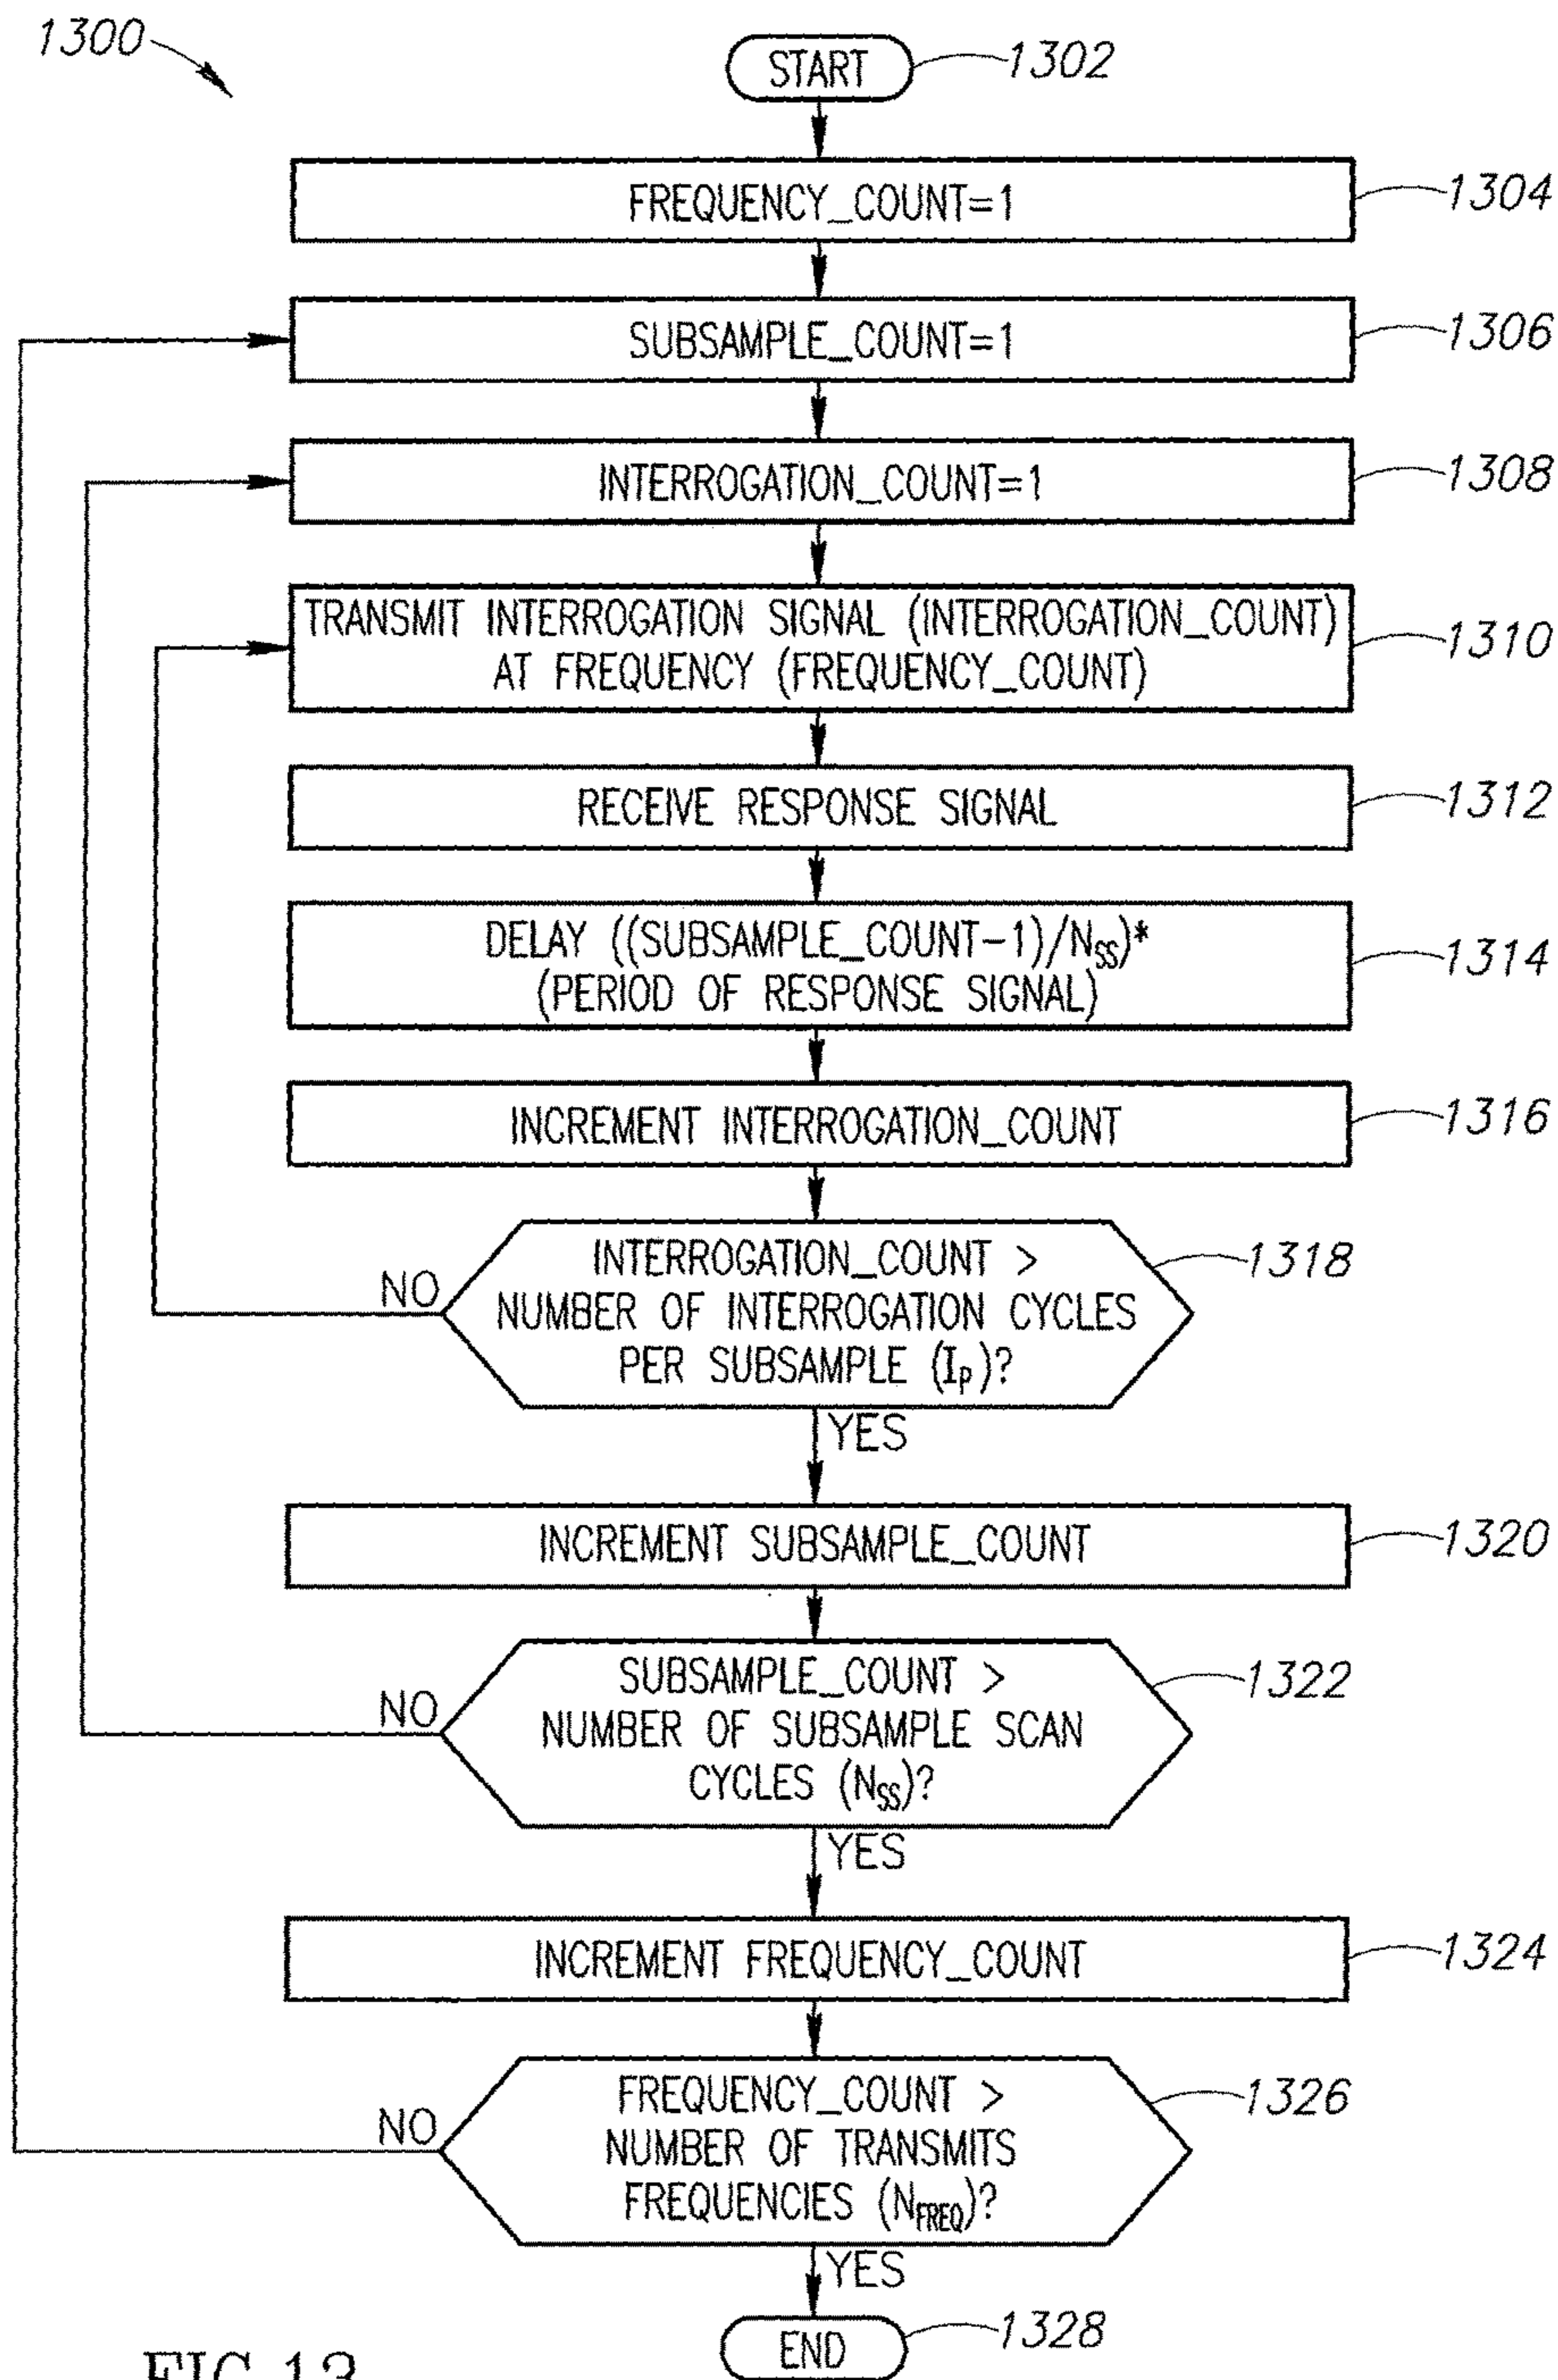 1300
START
1302
FREQUENCY_COUNT=1
1304
SUBSAMPLE_COUNT=1
1306
INTERROGATION_COUNT=1
1308
TRANSMIT INTERROGATION SIGNAL (INTERROGATION_COUNT)
AT FREQUENCY (FREQUENCY_COUNT)
1310
RECEIVE RESPONSE SIGNAL
1312
DELAY ((SUBSAMPLE_COUNT-1)/NSS)*
(PERIOD OF RESPONSE SIGNAL)
1314
INCREMENT INTERROGATION_COUNT
1316
INTERROGATION_COUNT >
NUMBER OF INTERROGATION CYCLES
PER SUBSAMPLE (IP)?
1318
NO
YES
INCREMENT SUBSAMPLE_COUNT
1320
SUBSAMPLE_COUNT >
NUMBER OF SUBSAMPLE SCAN
CYCLES (NSS)?
1322
NO
YES
INCREMENT FREQUENCY_COUNT
1324
FREQUENCY_COUNT >
NUMBER OF TRANSMITS
FREQUENCIES (NFREQ)?
1326
NO
YES
END
1328
FIG.13